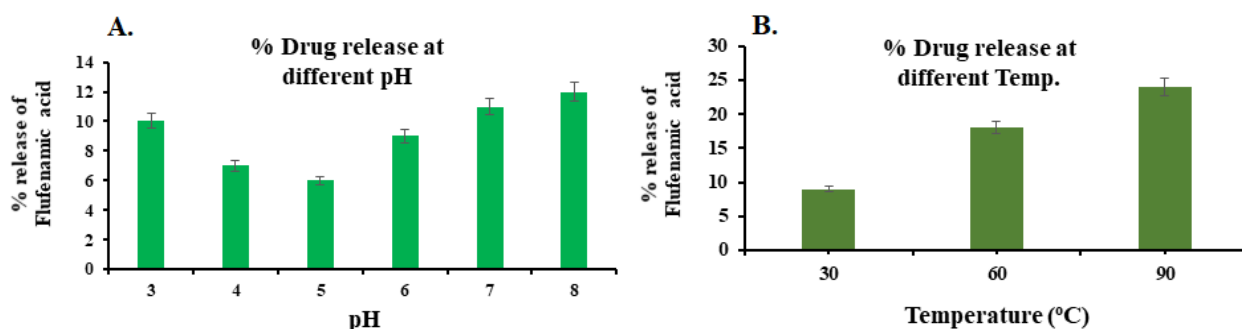 A.
% Drug release at
different pH
% release of
Flufenamic acid
14
12
10
8
6
4
2
0
3 4 5 6 7 8
pH
B.
% Drug release at
different Temp.
% release of
Flufenamic acid
30
25
20
15
10
5
0
30 60 90
Temperature (⁰C)